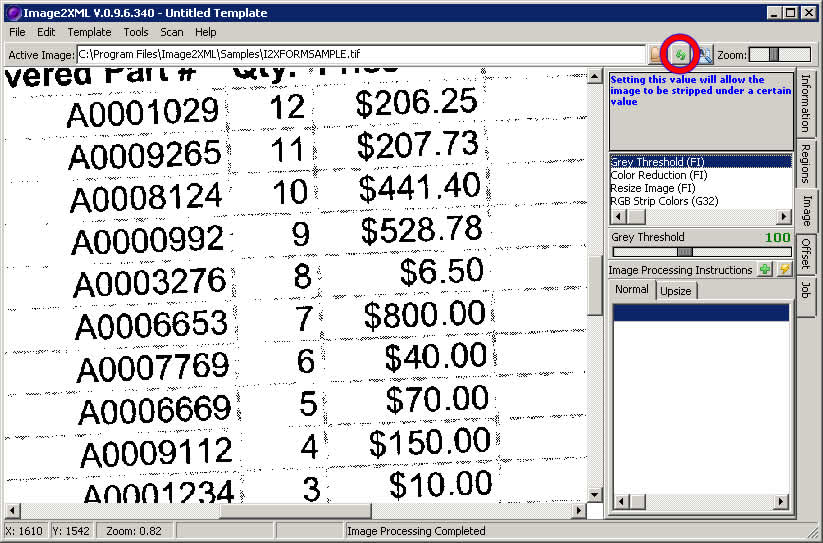 Image2XML V.0.9.6.340 - Untitled Template
File Edit Template Tools Scan Help
Active Image: C:\Program Files\Image2XML\Samples\I2XFORMSAMPLE.tif Zoom:
vered Part # Qty. Price
A0001029 12 $206.25
A0009265 11 $207.73
A0008124 10 $441.40
A0000992 9 $528.78
A0003276 8 $6.50
A0006653 7 $800.00
A0007769 6 $40.00
A0006669 5 $70.00
A0009112 4 $150.00
A0001234 3 $10.00
Setting this value will allow the
image to be stripped under a certain
value
Grey Threshold (FI)
Color Reduction (FI)
Resize Image (FI)
RGB Strip Colors (G32)
Grey Threshold 100
Image Processing Instructions
Normal Upsize
Information
Regions
Image
Offset
Job
X: 1610 Y: 1542 Zoom: 0.82 Image Processing Completed